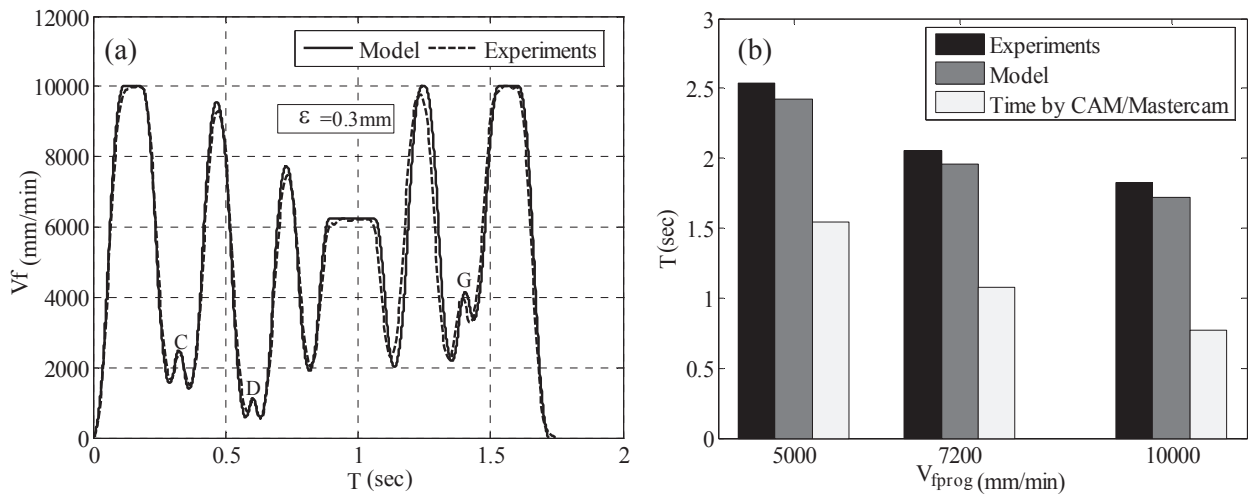 (a)
Model
Experiments
ε =0.3mm
12000
10000
8000
6000
4000
2000
0
Vf (mm/min)
C
D
G
0
0.5
1
1.5
2
T (sec)
(b)
Experiments
Model
Time by CAM/Mastercam
3
2.5
2
1.5
1
0.5
0
T (sec)
5000
7200
10000
Vfprog (mm/min)